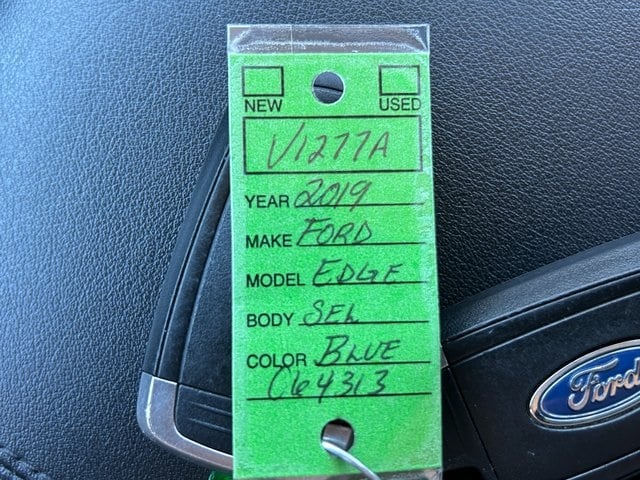 NEW USED
V1277A
YEAR 2019
MAKE FORD
MODEL EDGE
BODY SEL
COLOR BLUE
C64313
Ford